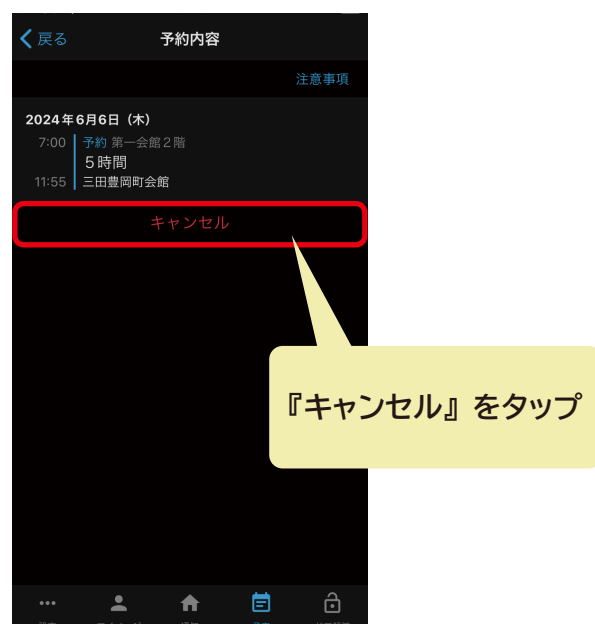 戻る
予約内容
注意事項
2024年6月6日（木）
7:00 予約 第一会館２階
５時間
11:55 三田豊岡町会館
キャンセル
『キャンセル』をタップ